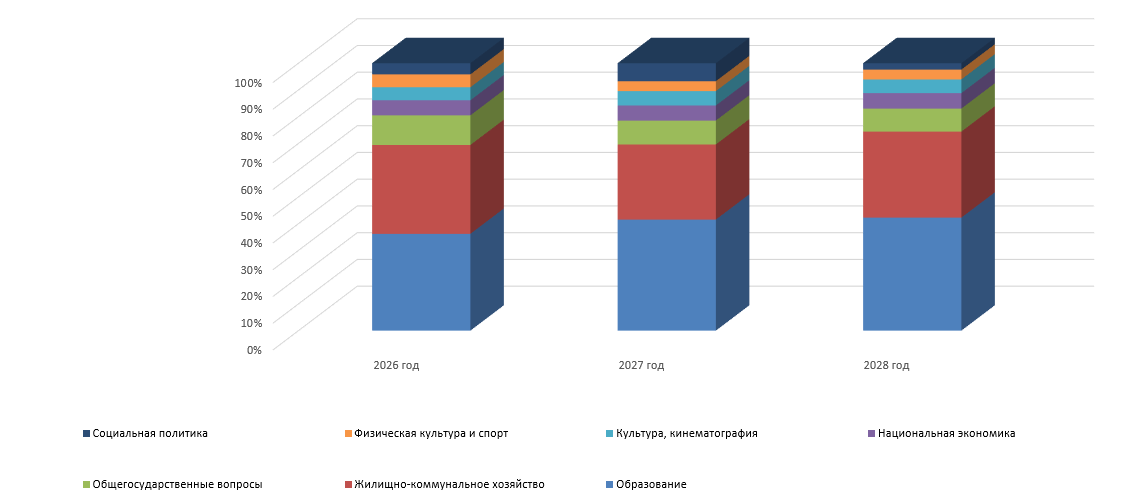 100%
90%
80%
70%
60%
50%
40%
30%
20%
10%
0%
2026 год
2027 год
2028 год
Социальная политика
Физическая культура и спорт
Культура, кинематография
Национальная экономика
Общегосударственные вопросы
Жилищно-коммунальное хозяйство
Образование